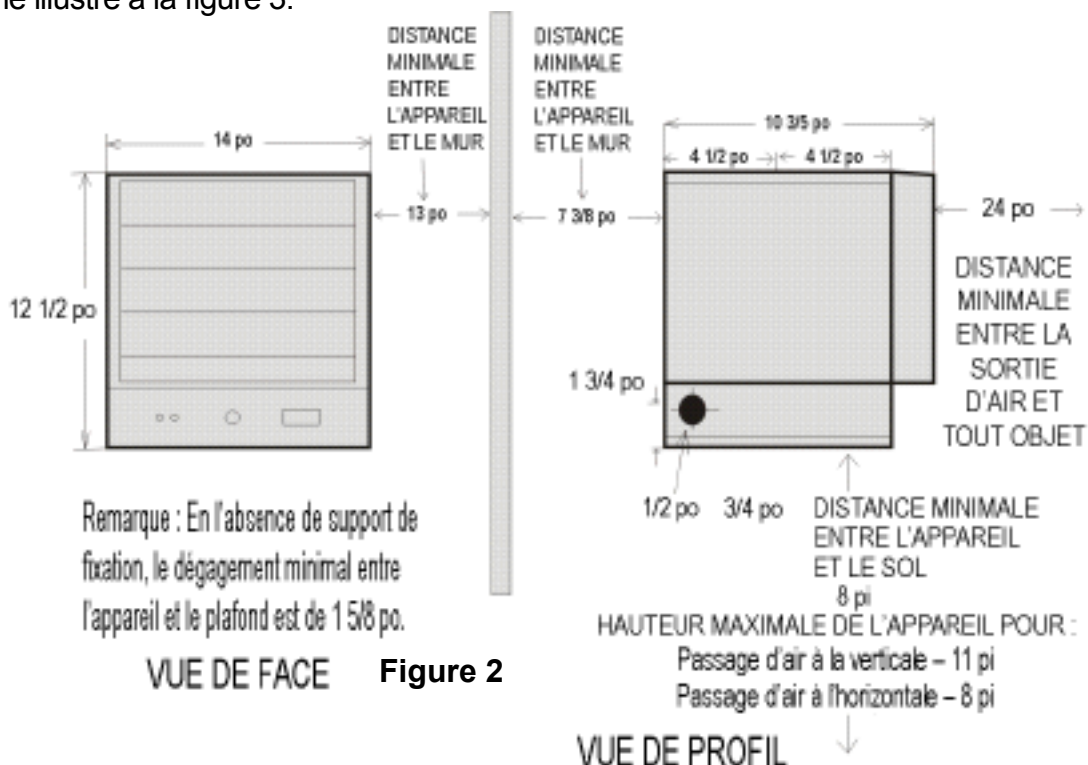 ne illustré à la figure 3.
DISTANCE
MINIMALE
ENTRE
L'APPAREIL
ET LE MUR
DISTANCE
MINIMALE
ENTRE
L'APPAREIL
ET LE MUR
14 po
13 po
7 3/8 po
10 3/5 po
4 1/2 po
4 1/2 po
24 po
12 1/2 po
DISTANCE
MINIMALE
ENTRE LA
SORTIE
D'AIR ET
TOUT OBJET
1 3/4 po
1/2 po
3/4 po
DISTANCE MINIMALE
ENTRE L'APPAREIL
ET LE SOL
8 pi
HAUTEUR MAXIMALE DE L'APPAREIL POUR :
Passage d'air à la verticale – 11 pi
Passage d'air à l'horizontale – 8 pi
Remarque : En l'absence de support de
fixation, le dégagement minimal entre
l'appareil et le plafond est de 1 5/8 po.
VUE DE FACE
Figure 2
VUE DE PROFIL